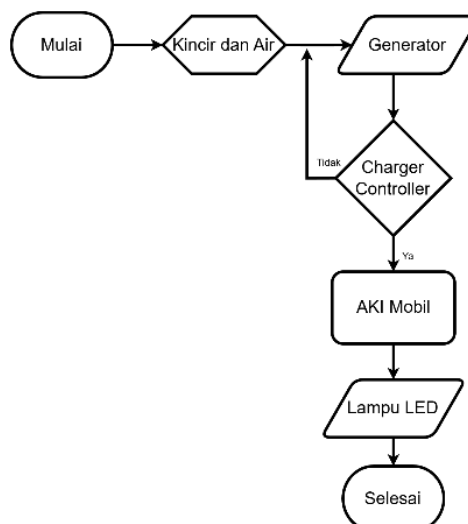 Mulai
Kincir dan Air
Generator
Tidak
Charger
Controller
Ya
AKI Mobil
Lampu LED
Selesai